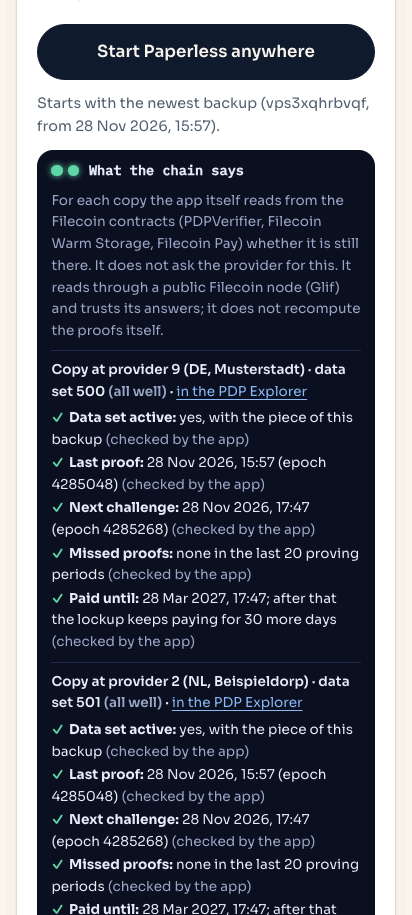 Start Paperless anywhere
Starts with the newest backup (vps3xqhrbvqf,
from 28 Nov 2026, 15:57).
What the chain says
For each copy the app itself reads from the
Filecoin contracts (PDPVerifier, Filecoin
Warm Storage, Filecoin Pay) whether it is still
there. It does not ask the provider for this. It
reads through a public Filecoin node (Glif)
and trusts its answers; it does not recompute
the proofs itself.
Copy at provider 9 (DE, Musterstadt) · data
set 500 (all well) · in the PDP Explorer
✓ Data set active: yes, with the piece of this
backup (checked by the app)
✓ Last proof: 28 Nov 2026, 15:57 (epoch
4285048) (checked by the app)
✓ Next challenge: 28 Nov 2026, 17:47
(epoch 4285268) (checked by the app)
✓ Missed proofs: none in the last 20 proving
periods (checked by the app)
✓ Paid until: 28 Mar 2027, 17:47; after that
the lockup keeps paying for 30 more days
(checked by the app)
Copy at provider 2 (NL, Beispieldorp) · data
set 501 (all well) · in the PDP Explorer
✓ Data set active: yes, with the piece of this
backup (checked by the app)
✓ Last proof: 28 Nov 2026, 15:57 (epoch
4285048) (checked by the app)
✓ Next challenge: 28 Nov 2026, 17:47
(epoch 4285268) (checked by the app)
✓ Missed proofs: none in the last 20 proving
periods (checked by the app)
✓ Paid until: 28 Mar 2027, 17:47; after that